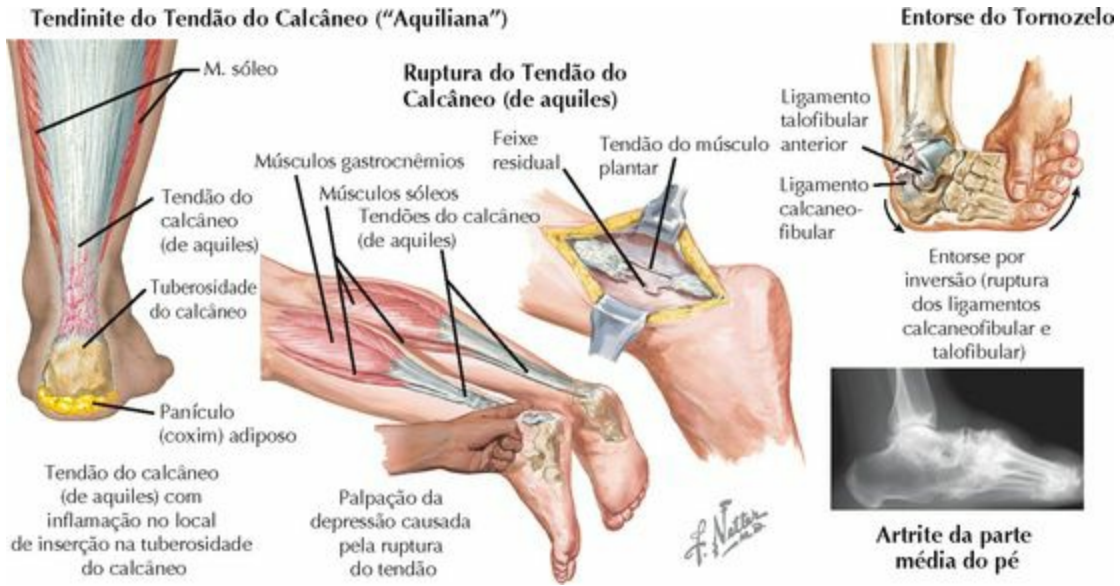 Tendinite do Tendão do Calcâneo (“Aquiliana”)
M. sóleo
Tendão do
calcâneo
(de aquiles)
Tuberosidade
do calcâneo
Panículo
(coxim) adiposo
Tendão do calcâneo
(de aquiles) com
inflamação no local
de inserção na tuberosidade
do calcâneo
Ruptura do Tendão do
Calcâneo (de aquiles)
Músculos gastrocnêmios
Músculos sóleos
Tendões do calcâneo
(de aquiles)
Feixe
residual
Tendão do músculo
plantar
Palpação da
depressão causada
pela ruptura
do tendão
F. Netter
M.D.
Entorse do Tornozelo
Ligamento
talofibular
anterior
Ligamento
calcaneo-
fibular
Entorse por
inversão (ruptura
dos ligamentos
calcaneofibular e
talofibular)
Artrite da parte
média do pé